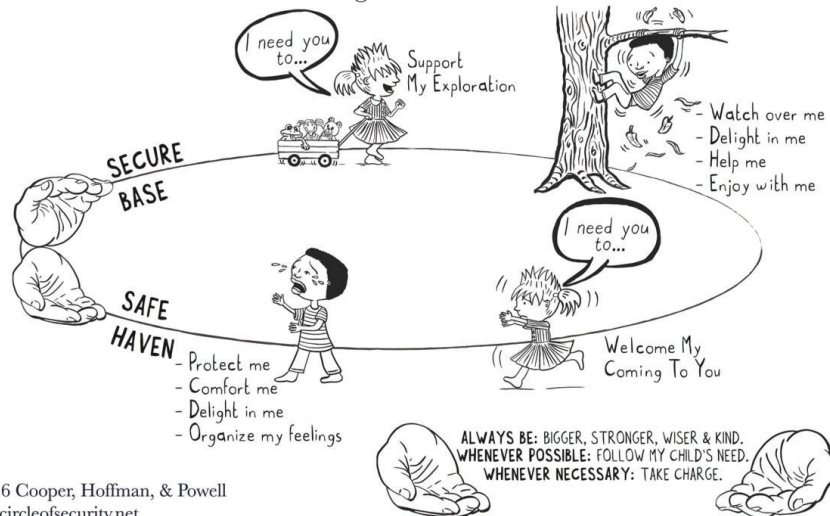 I need you
to...
Support
My Exploration
- Watch over me
- Delight in me
- Help me
- Enjoy with me
SECURE
BASE
I need you
to...
SAFE
HAVEN
- Protect me
- Comfort me
- Delight in me
- Organize my feelings
Welcome My
Coming To You
ALWAYS BE: BIGGER, STRONGER, WISER & KIND.
WHENEVER POSSIBLE: FOLLOW MY CHILD'S NEED.
WHENEVER NECESSARY: TAKE CHARGE.
6 Cooper, Hoffman, & Powell
circleofsecurity.net